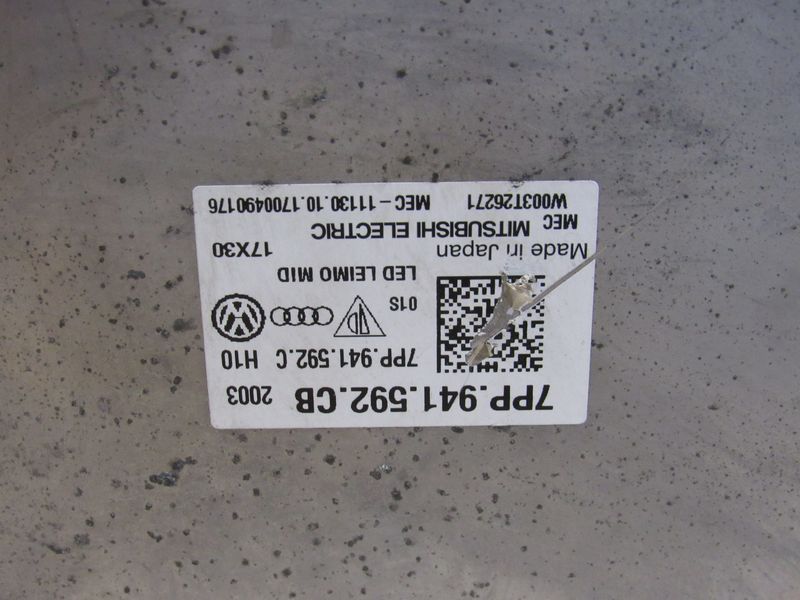 7PP.941.592.CB 2003
7PP.941.592.C H10
01S
LED LEIMO MID
Made in Japan 17X30
MEC MITSUBISHI ELECTRIC
W003T26271 MEC-11130.10.1700490176